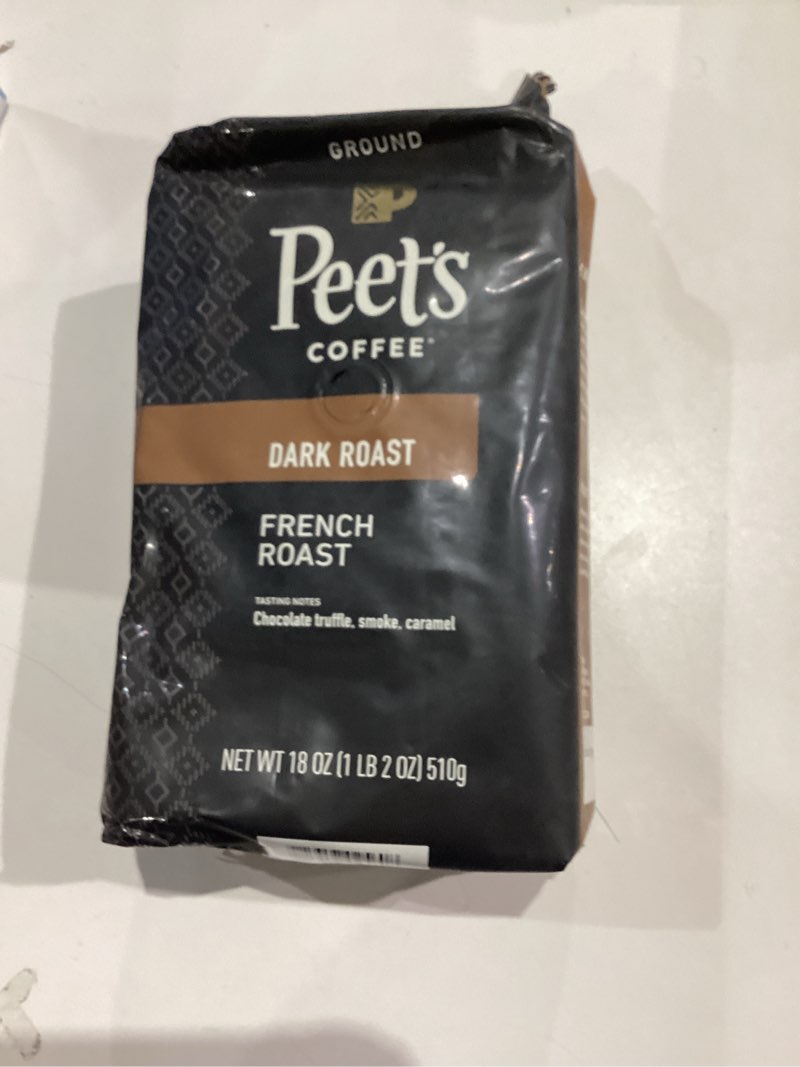 GROUND
Peet's
COFFEE
DARK ROAST
FRENCH
ROAST
TASTING NOTES
Chocolate truffle, smoke, caramel
NET WT 18 OZ (1 LB 2 OZ) 510g